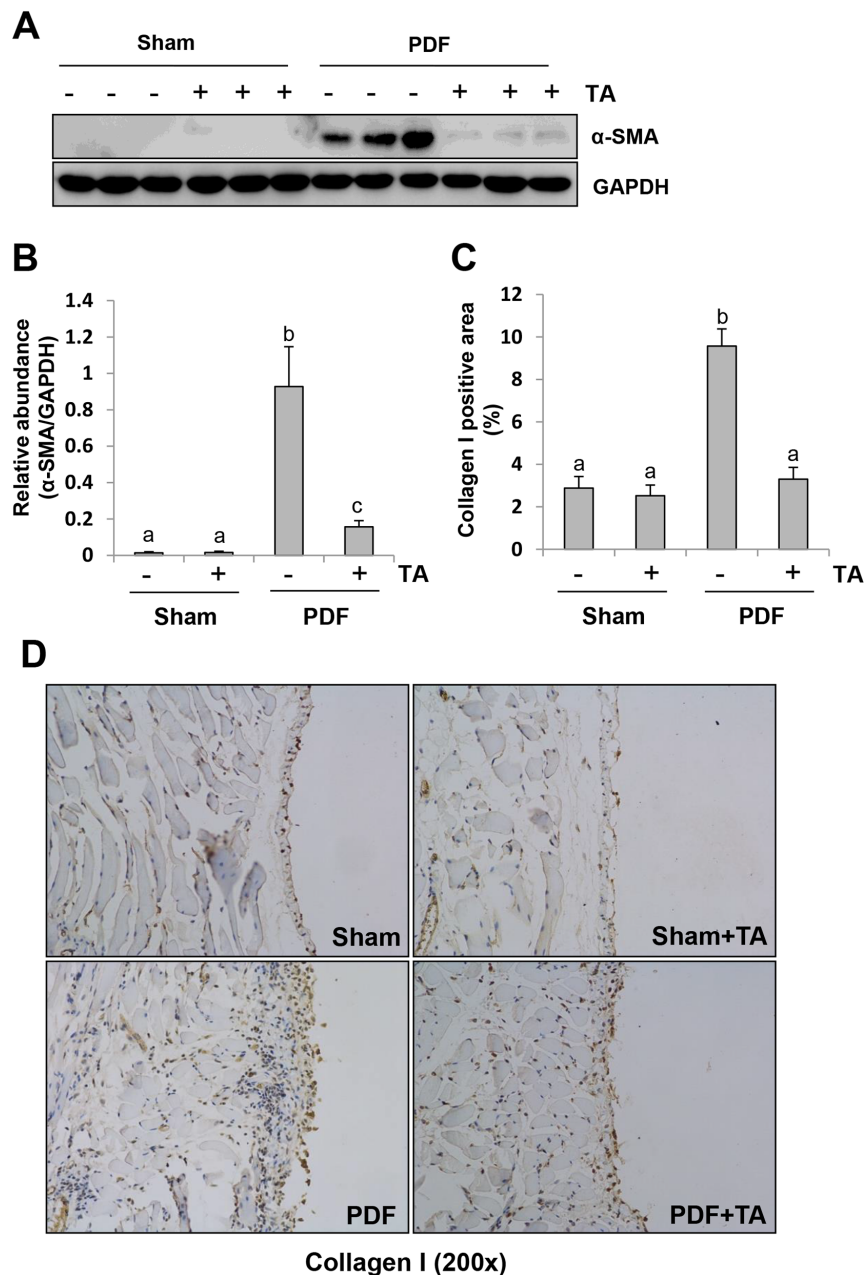 A
Sham PDF
- - - + + + - - - + + + TA
α-SMA
GAPDH
B
Relative abundance
(α-SMA/GAPDH)
1.4
1.2
1
0.8
0.6
0.4
0.2
0
a a b c
- + - + TA
Sham PDF
C
Collagen I positive area
(%)
12
10
8
6
4
2
0
a a b a
- + - + TA
Sham PDF
D
Sham Sham+TA
PDF PDF+TA
Collagen I (200x)